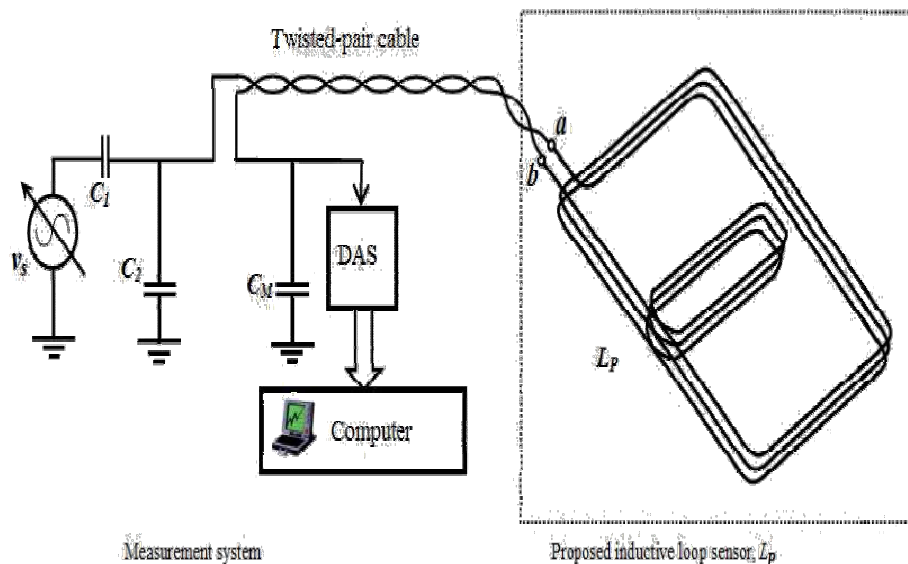 Twisted-pair cable
a
b
C1
vs
C2
CM
DAS
LP
Computer
Measurement system
Proposed inductive loop sensor, LP